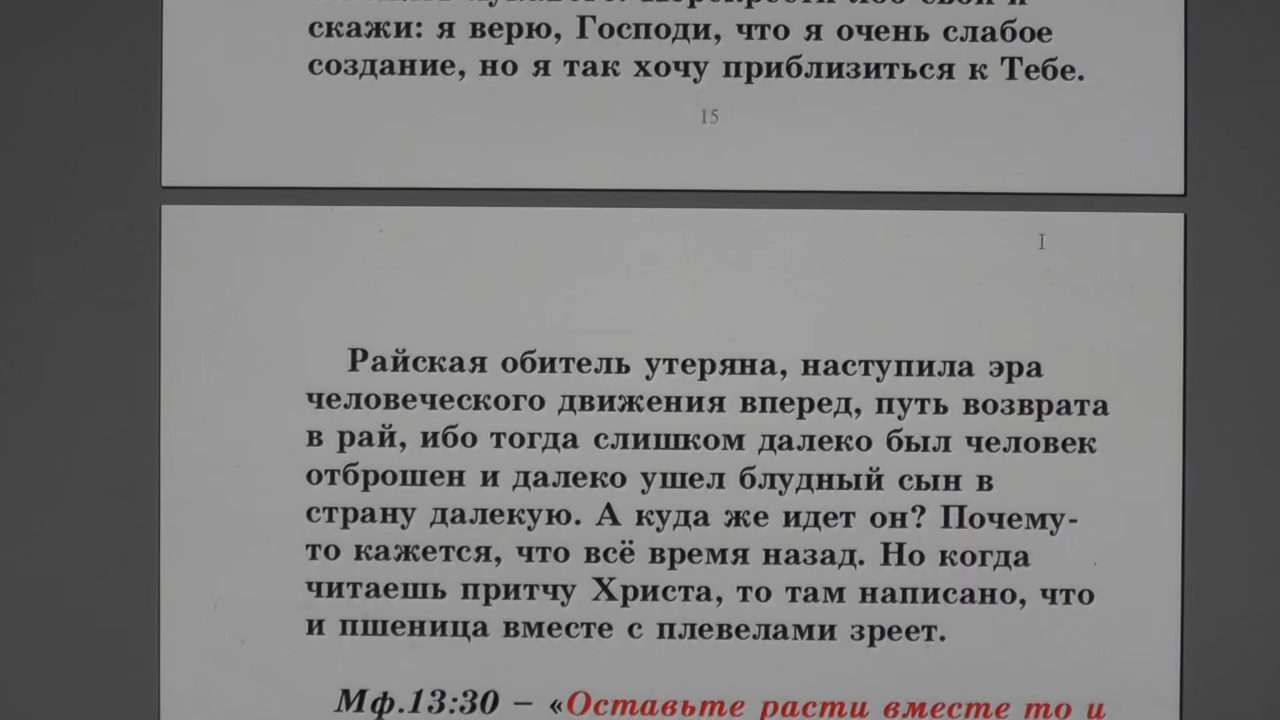 скажи: я верю, Господи, что я очень слабое
создание, но я так хочу приблизиться к Тебе.
15
I
Райская обитель утеряна, наступила эра
человеческого движения вперед, путь возврата
в рай, ибо тогда слишком далеко был человек
отброшен и далеко ушел блудный сын в
страну далекую. А куда же идет он? Почему-
то кажется, что всё время назад. Но когда
читаешь притчу Христа, то там написано, что
и пшеница вместе с плевелами зреет.
Мф.13:30 – «Оставьте расти вместе то и